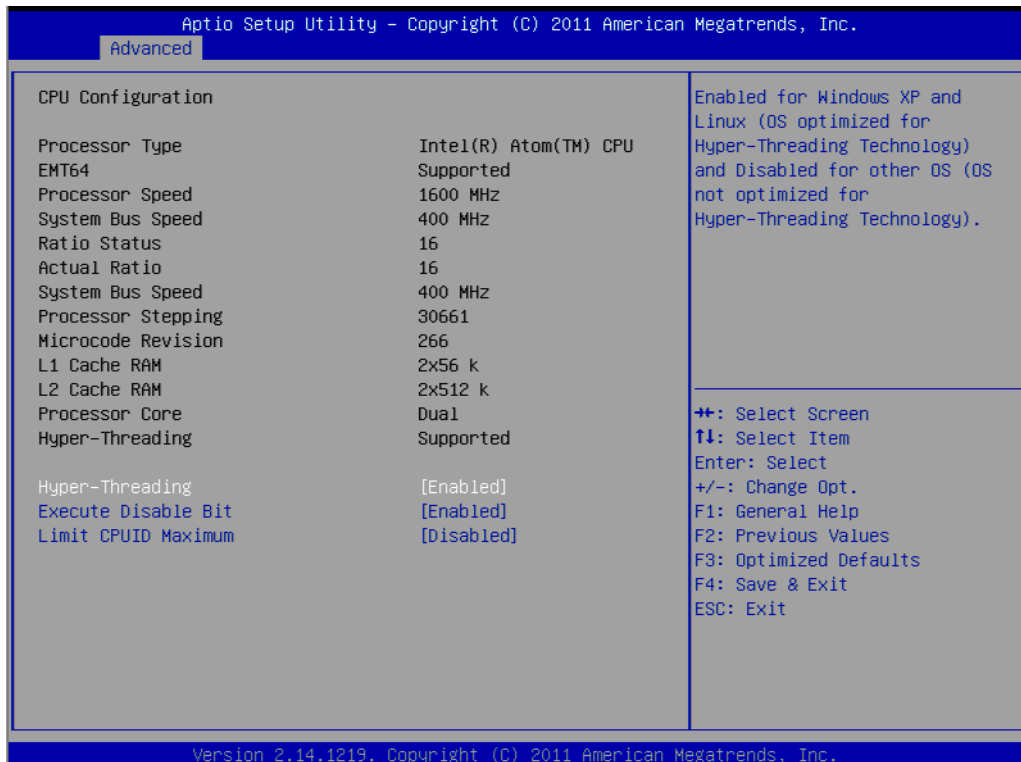 Aptio Setup Utility – Copyright (C) 2011 American Megatrends, Inc.
Advanced
CPU Configuration
Processor Type Intel(R) Atom(TM) CPU
EMT64 Supported
Processor Speed 1600 MHz
System Bus Speed 400 MHz
Ratio Status 16
Actual Ratio 16
System Bus Speed 400 MHz
Processor Stepping 30661
Microcode Revision 266
L1 Cache RAM 2x56 k
L2 Cache RAM 2x512 k
Processor Core Dual
Hyper-Threading Supported
Hyper-Threading [Enabled]
Execute Disable Bit [Enabled]
Limit CPUID Maximum [Disabled]
Enabled for Windows XP and
Linux (OS optimized for
Hyper-Threading Technology)
and Disabled for other OS (OS
not optimized for
Hyper-Threading Technology).
→←: Select Screen
↑↓: Select Item
Enter: Select
+/-: Change Opt.
F1: General Help
F2: Previous Values
F3: Optimized Defaults
F4: Save & Exit
ESC: Exit
Version 2.14.1219. Copyright (C) 2011 American Megatrends, Inc.